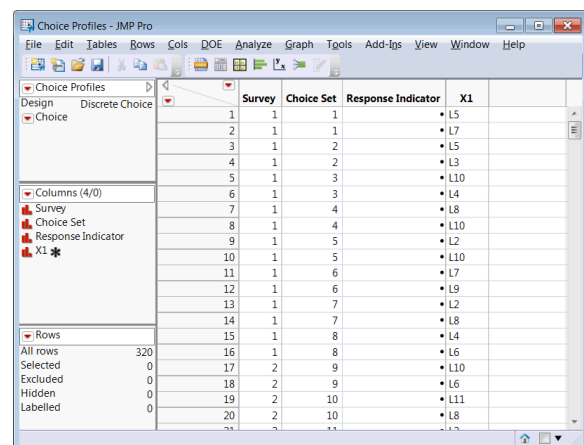 Choice Profiles - JMP Pro
File Edit Tables Rows Cols DOE Analyze Graph Tools Add-Ins View Window Help
Choice Profiles
Design Discrete Choice
Choice
Columns (4/0)
Survey
Choice Set
Response Indicator
X1
Rows
All rows 320
Selected 0
Excluded 0
Hidden 0
Labelled 0
Survey Choice Set Response Indicator X1
1 1 1 • L5
2 1 1 • L7
3 1 2 • L5
4 1 2 • L3
5 1 3 • L10
6 1 3 • L4
7 1 4 • L8
8 1 4 • L10
9 1 5 • L2
10 1 5 • L10
11 1 6 • L7
12 1 6 • L9
13 1 7 • L2
14 1 7 • L8
15 1 8 • L4
16 1 8 • L6
17 2 9 • L10
18 2 9 • L6
19 2 10 • L11
20 2 10 • L8